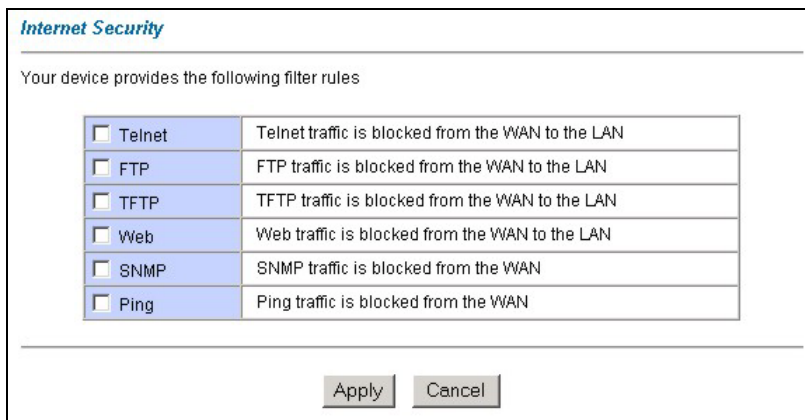 Internet Security
Your device provides the following filter rules
Telnet Telnet traffic is blocked from the WAN to the LAN
FTP FTP traffic is blocked from the WAN to the LAN
TFTP TFTP traffic is blocked from the WAN to the LAN
Web Web traffic is blocked from the WAN to the LAN
SNMP SNMP traffic is blocked from the WAN
Ping Ping traffic is blocked from the WAN
Apply Cancel